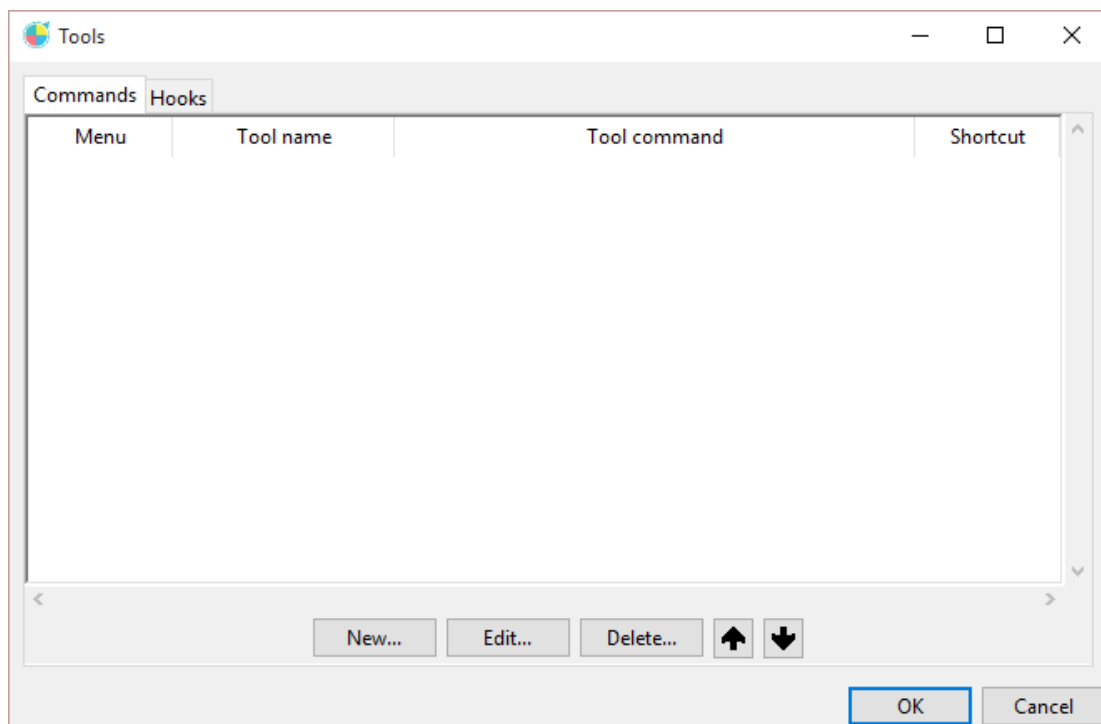 Tools
Commands Hooks
Menu Tool name Tool command Shortcut
New... Edit... Delete...
OK Cancel